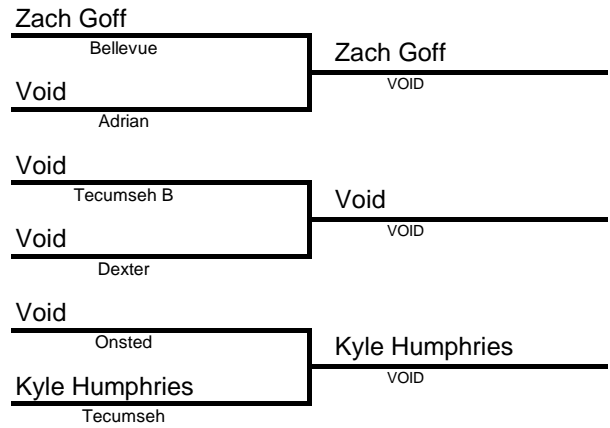 Zach Goff
Bellevue
Zach Goff
VOID
Void
Adrian
Void
Tecumseh B
Void
VOID
Void
Dexter
Void
Onsted
Kyle Humphries
VOID
Kyle Humphries
Tecumseh